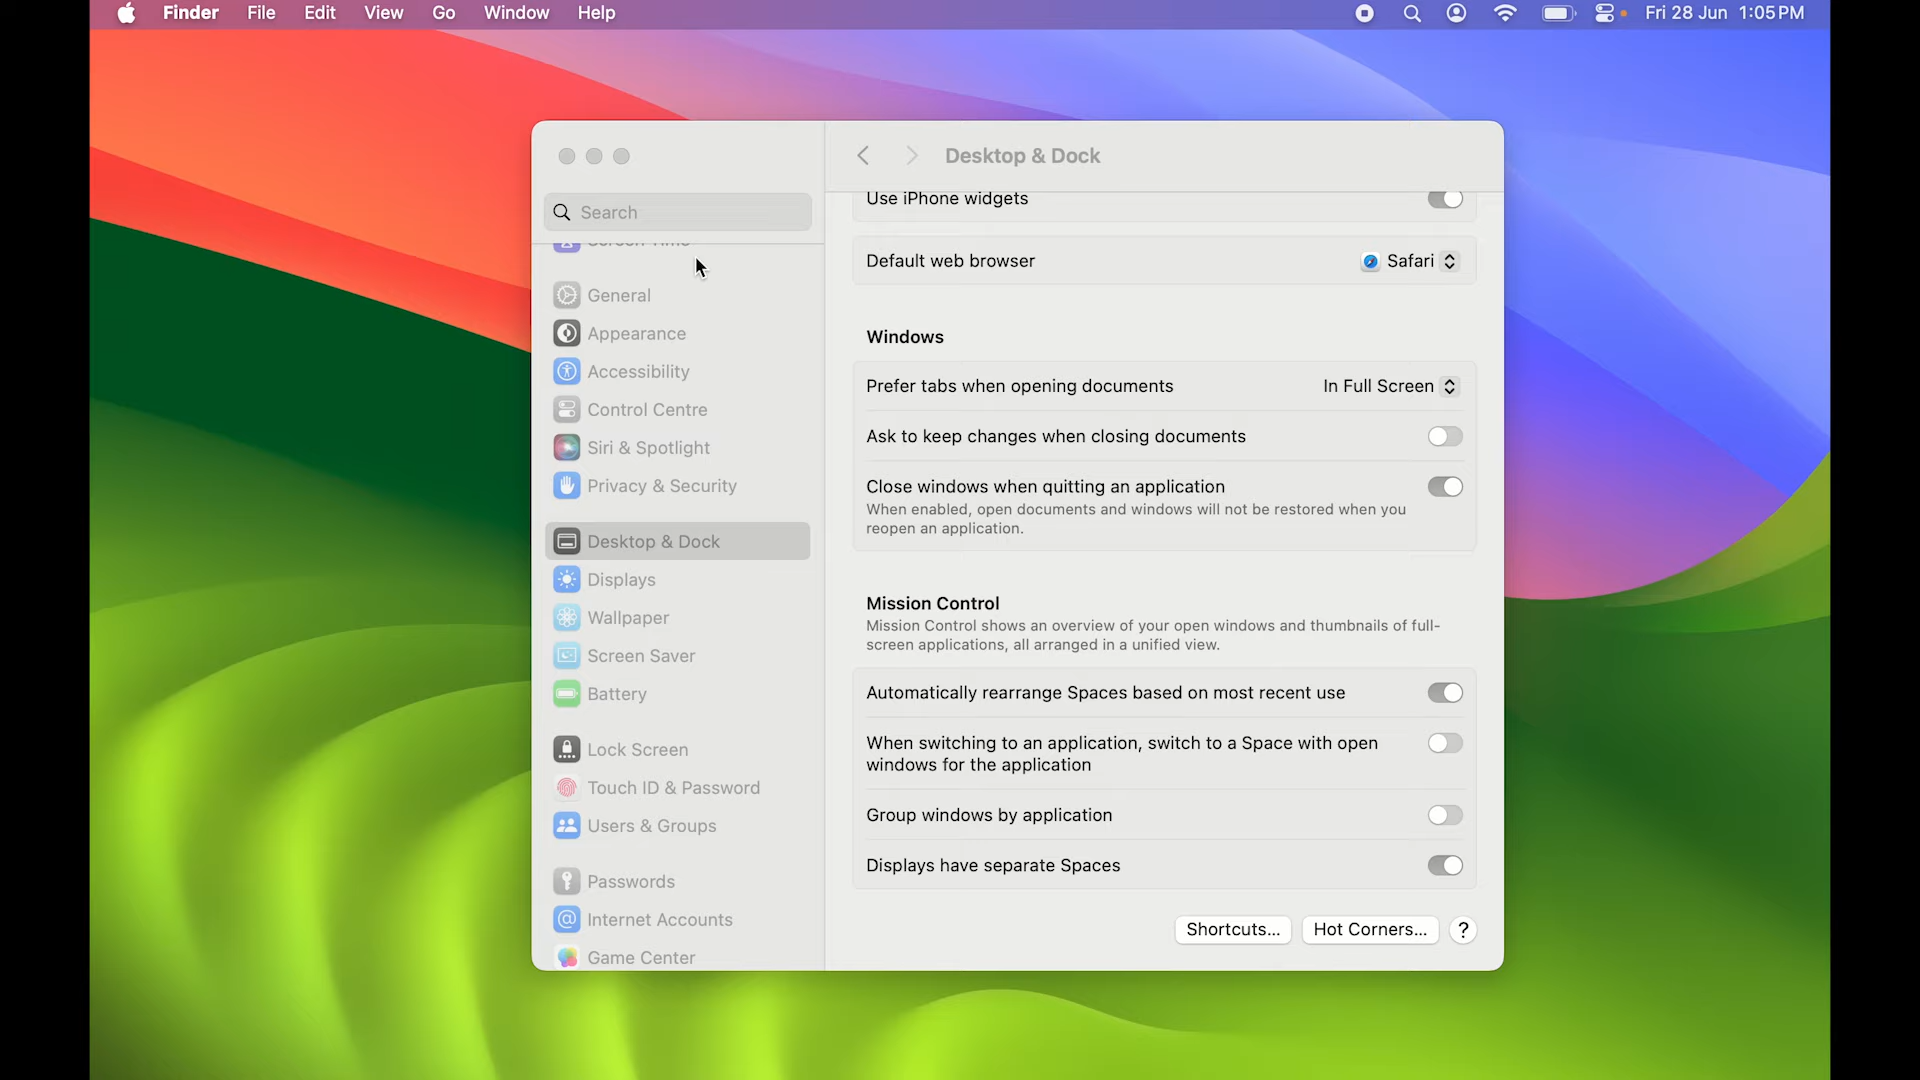 Finder File Edit View Go Window Help Fri 28 Jun 1:05 PM
Desktop & Dock
Search
Screen Time
General
Appearance
Accessibility
Control Centre
Siri & Spotlight
Privacy & Security
Desktop & Dock
Displays
Wallpaper
Screen Saver
Battery
Lock Screen
Touch ID & Password
Users & Groups
Passwords
Internet Accounts
Game Center
Use iPhone widgets
Default web browser Safari
Windows
Prefer tabs when opening documents In Full Screen
Ask to keep changes when closing documents
Close windows when quitting an application
When enabled, open documents and windows will not be restored when you
reopen an application.
Mission Control
Mission Control shows an overview of your open windows and thumbnails of full-
screen applications, all arranged in a unified view.
Automatically rearrange Spaces based on most recent use
When switching to an application, switch to a Space with open
windows for the application
Group windows by application
Displays have separate Spaces
Shortcuts... Hot Corners... ?